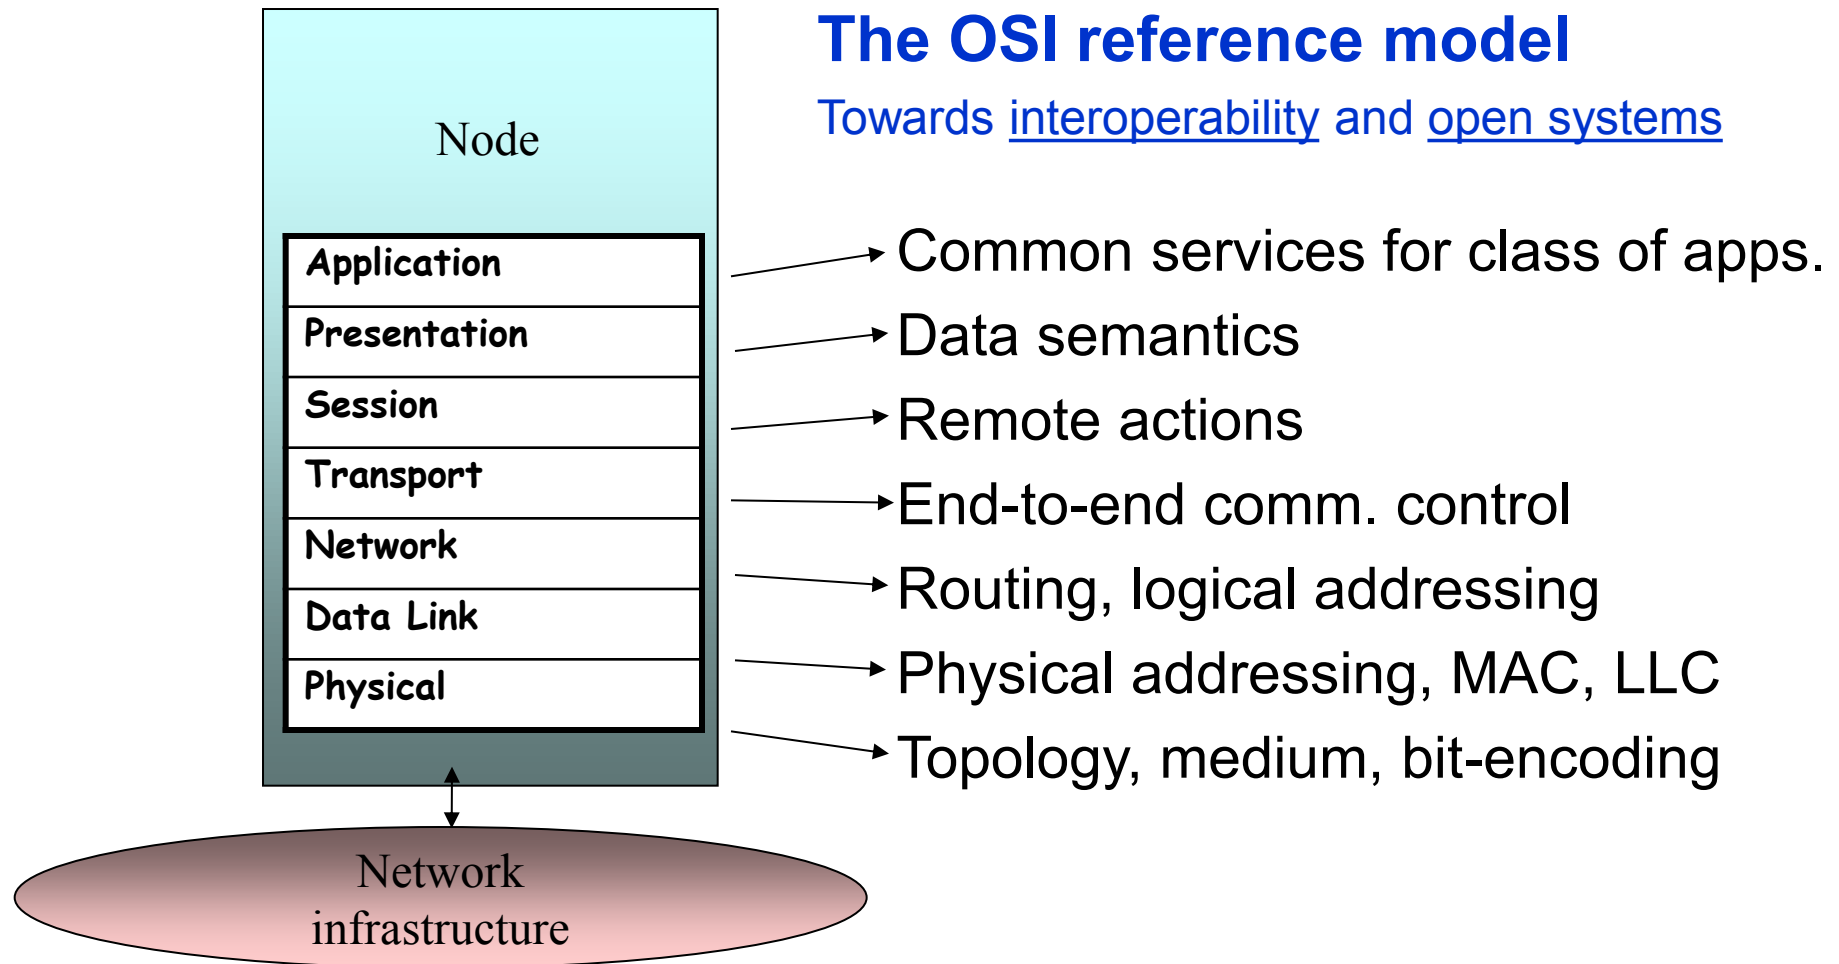 The OSI reference model
Towards interoperability and open systems
Node
Application
Presentation
Session
Transport
Network
Data Link
Physical
Common services for class of apps.
Data semantics
Remote actions
End-to-end comm. control
Routing, logical addressing
Physical addressing, MAC, LLC
Topology, medium, bit-encoding
Network
infrastructure